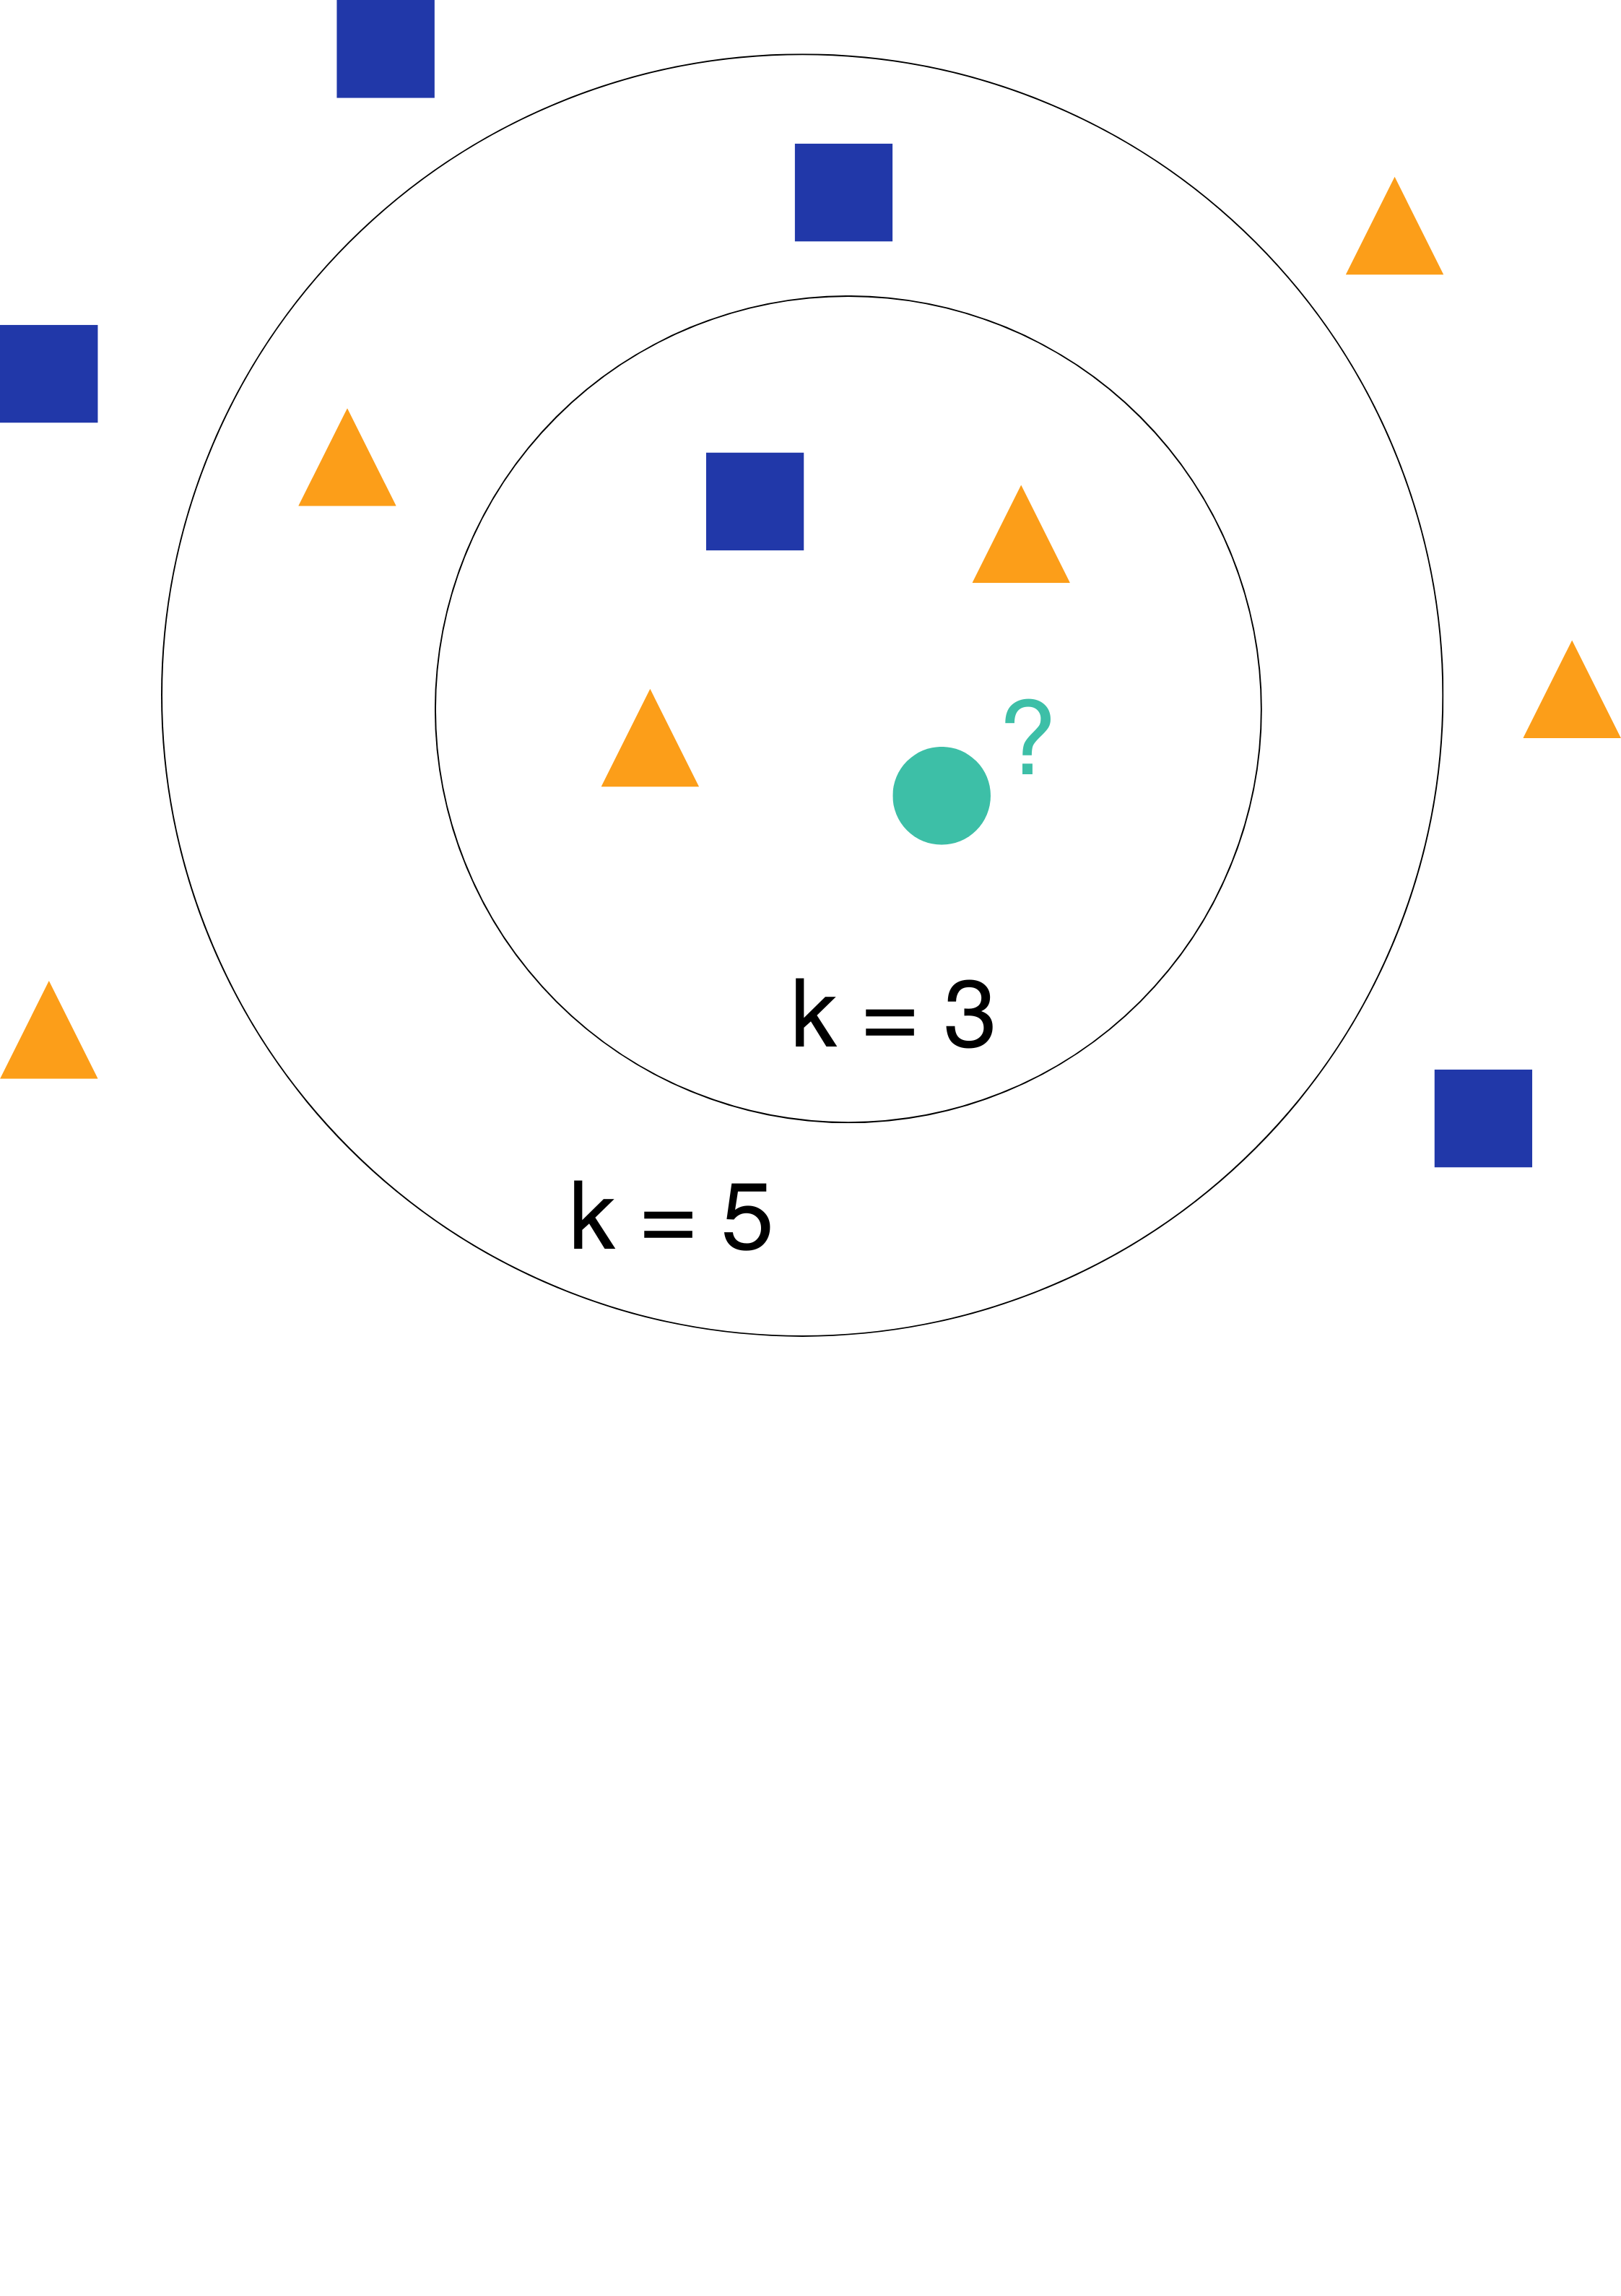 ?
k = 3
k = 5